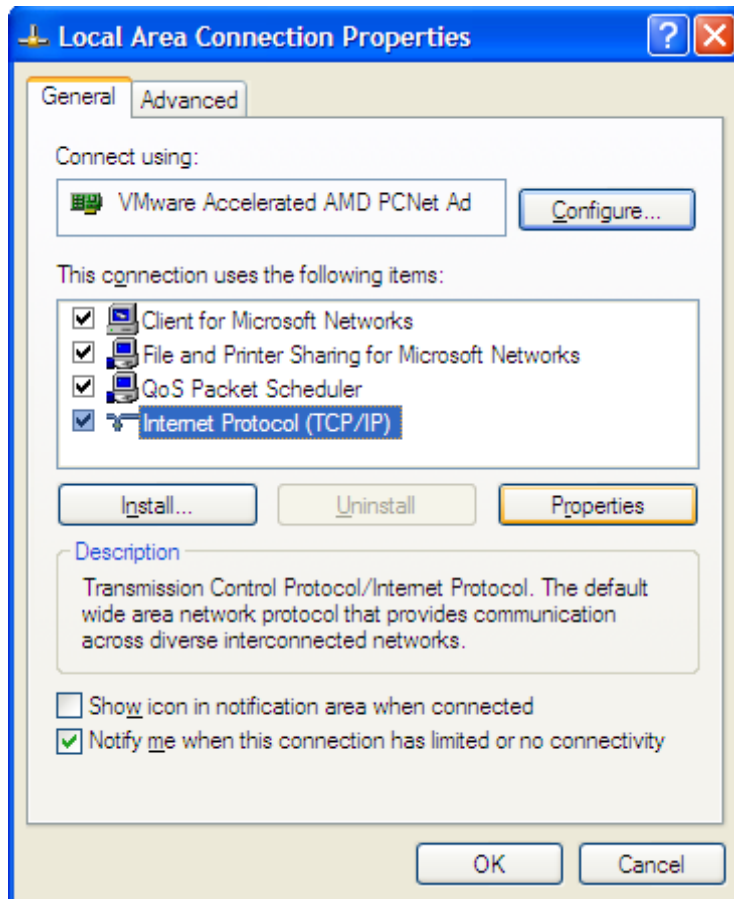 Local Area Connection Properties
General
Advanced
Connect using:
VMware Accelerated AMD PCNet Ad
Configure...
This connection uses the following items:
Client for Microsoft Networks
File and Printer Sharing for Microsoft Networks
QoS Packet Scheduler
Internet Protocol (TCP/IP)
Install...
Uninstall
Properties
Description
Transmission Control Protocol/Internet Protocol. The default
wide area network protocol that provides communication
across diverse interconnected networks.
Show icon in notification area when connected
Notify me when this connection has limited or no connectivity
OK
Cancel